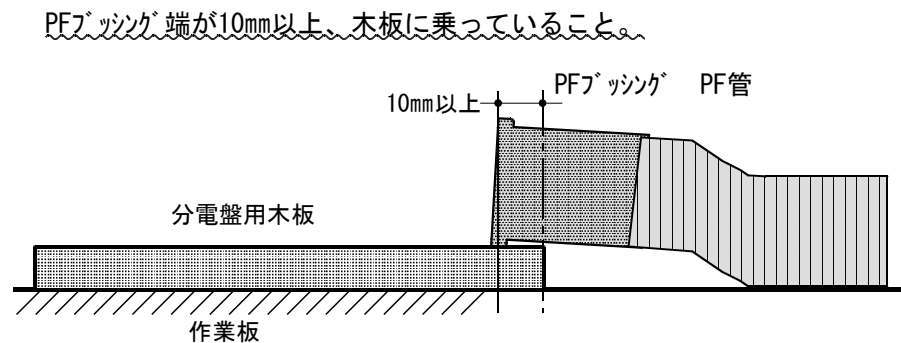 PFﾌﾞｯｼﾝｸﾞ端が10mm以上、木板に乗っていること。
10mm以上
PFﾌﾞｯｼﾝｸﾞ PF管
分電盤用木板
作業板